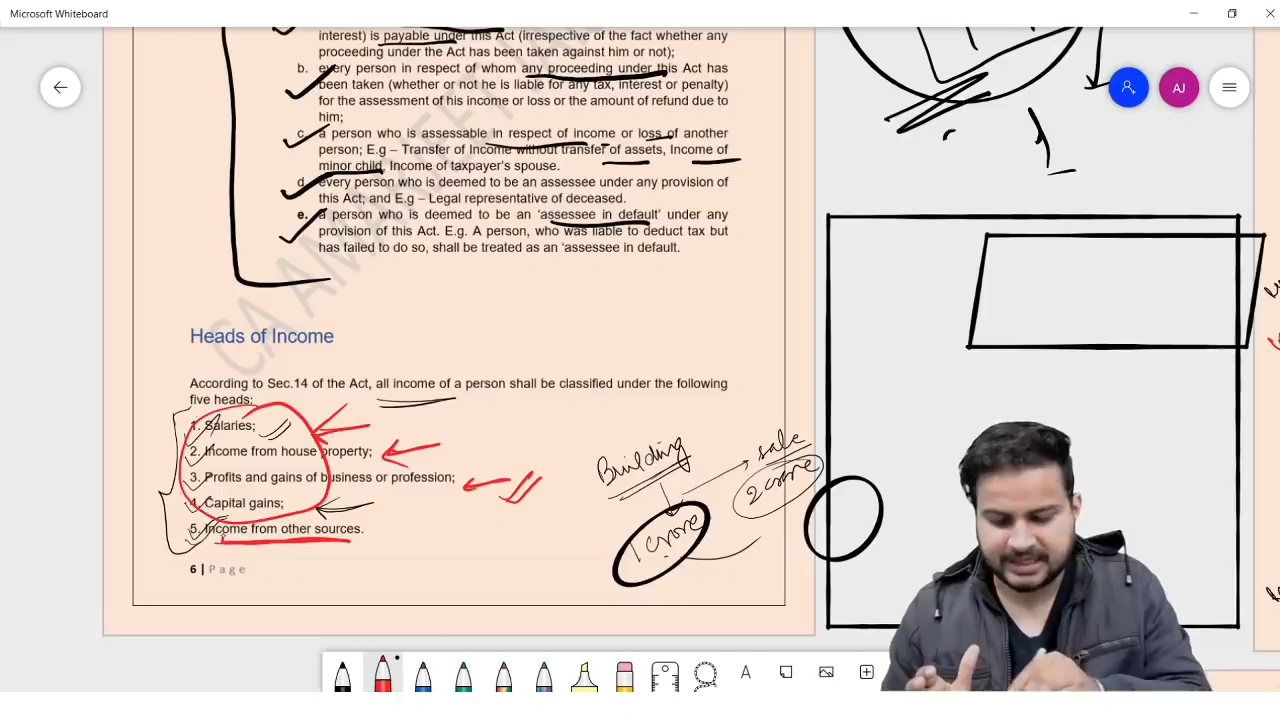 Microsoft Whiteboard
interest) is payable under this Act (irrespective of the fact whether any
proceeding under the Act has been taken against him or not);
b. every person in respect of whom any proceeding under this Act has
been taken (whether or not he is liable for any tax, interest or penalty)
for the assessment of his income or loss or the amount of refund due to
him;
c. a person who is assessable in respect of income or loss of another
person; E.g – Transfer of Income without transfer of assets, Income of
minor child, Income of taxpayer's spouse.
d. every person who is deemed to be an assessee under any provision of
this Act; and E.g – Legal representative of deceased.
e. a person who is deemed to be an ‘assessee in default’ under any
provision of this Act. E.g. A person, who was liable to deduct tax but
has failed to do so, shall be treated as an ‘assessee in default.
AJ
Heads of Income
According to Sec.14 of the Act, all income of a person shall be classified under the following
five heads:
1. Salaries;
2. Income from house property;
3. Profits and gains of business or profession;
4. Capital gains;
5. Income from other sources.
Building
sale
2 crore
1 crore
6 | Page
A